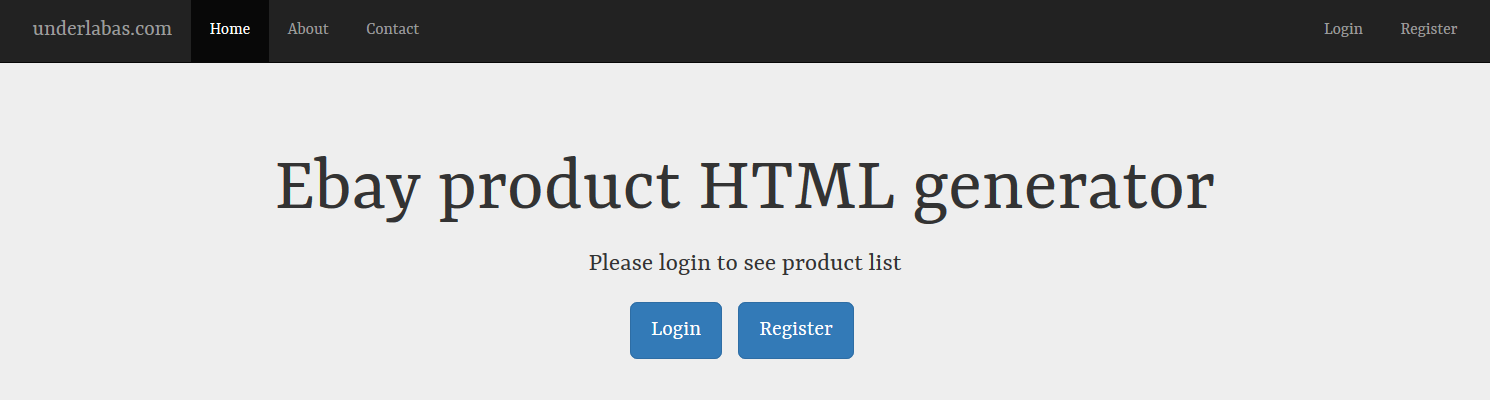 underlabas.com Home About Contact Login Register
Ebay product HTML generator
Please login to see product list
Login Register